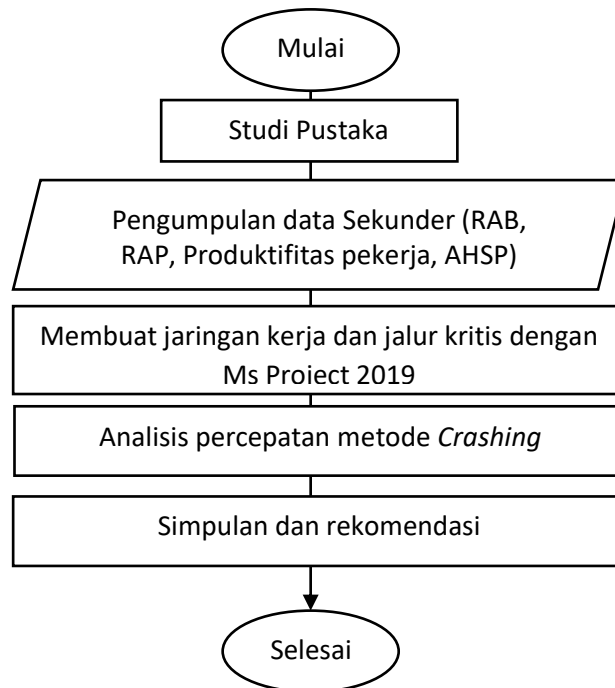 Mulai
Studi Pustaka
Pengumpulan data Sekunder (RAB,
RAP, Produktifitas pekerja, AHSP)
Membuat jaringan kerja dan jalur kritis dengan
Ms Project 2019
Analisis percepatan metode Crashing
Simpulan dan rekomendasi
Selesai